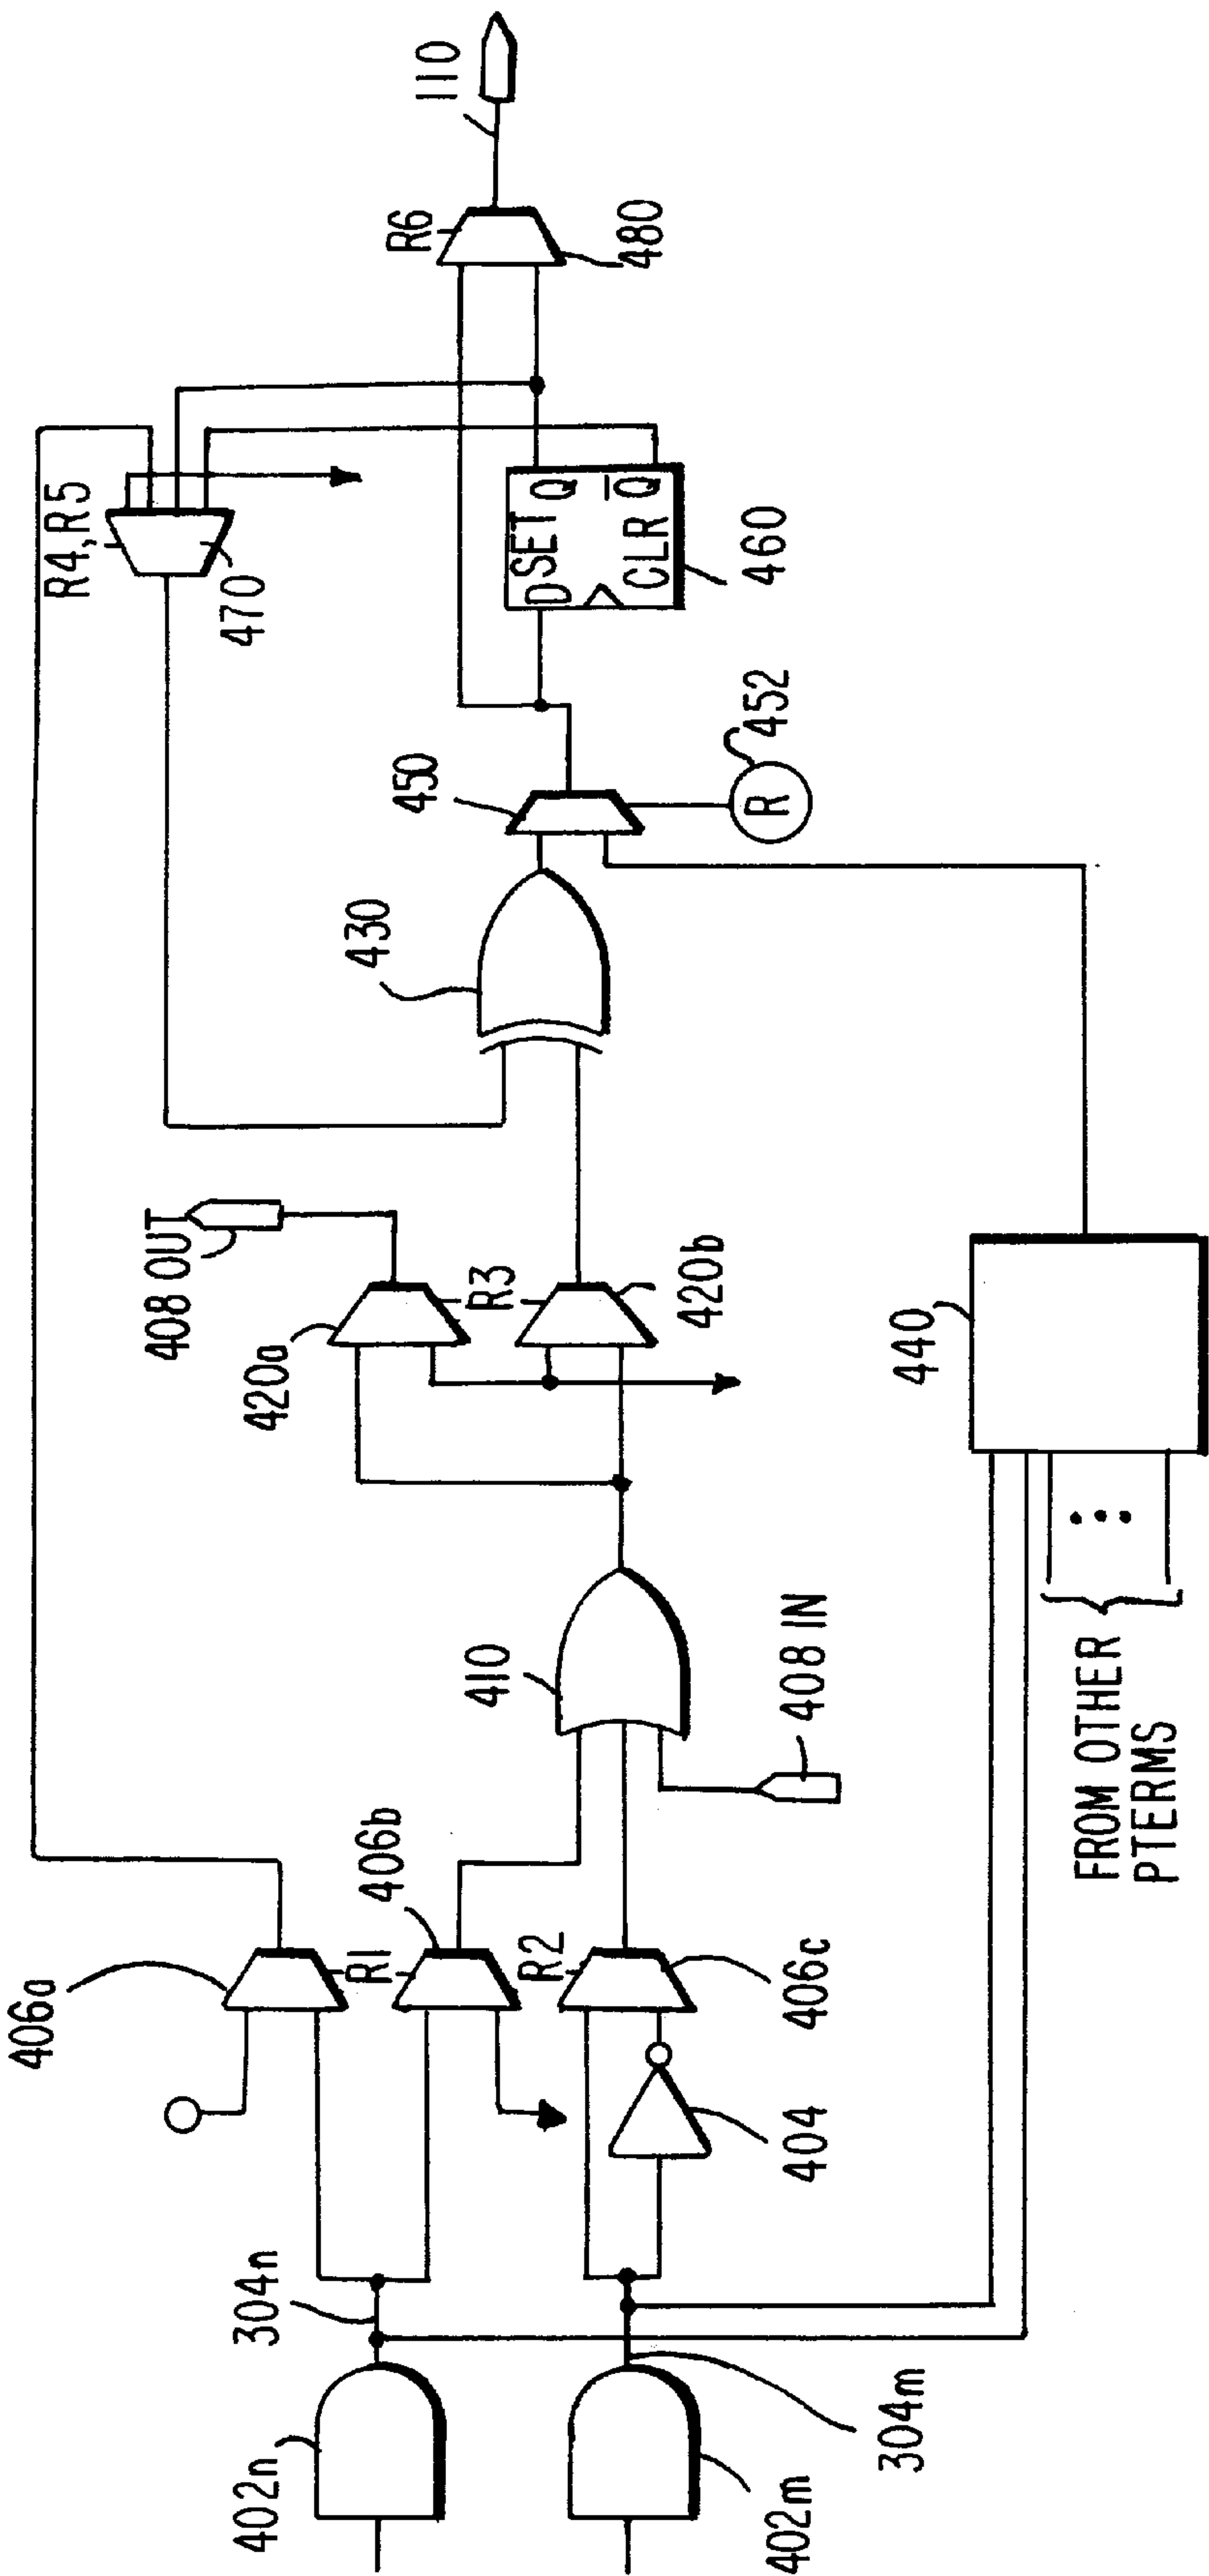 110
R6
480
R4,R5
470
D SET Q
CLR Q̅
460
450
R
452
430
408 OUT
420a
R3
420b
440
410
408 IN
FROM OTHER
PTERMS
406a
R1
406b
R2
406c
404
304n
304m
402n
402m